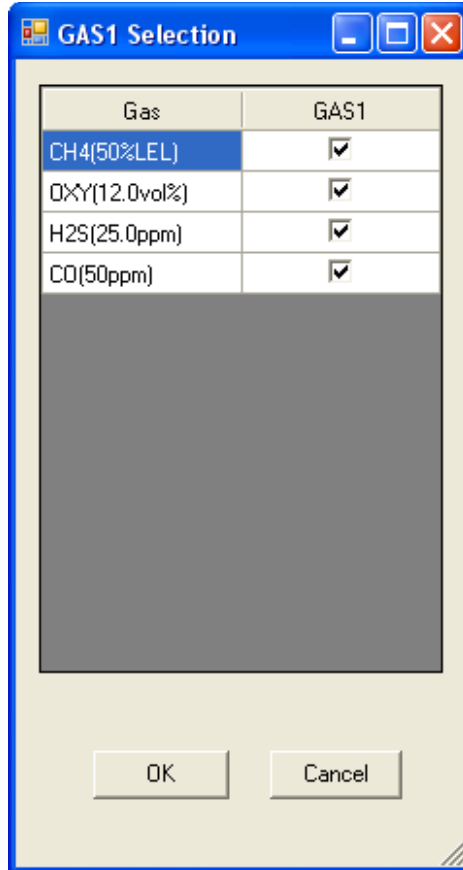 GAS1 Selection
Gas GAS1
CH4(50%LEL)
OXY(12.0vol%)
H2S(25.0ppm)
CO(50ppm)
OK Cancel